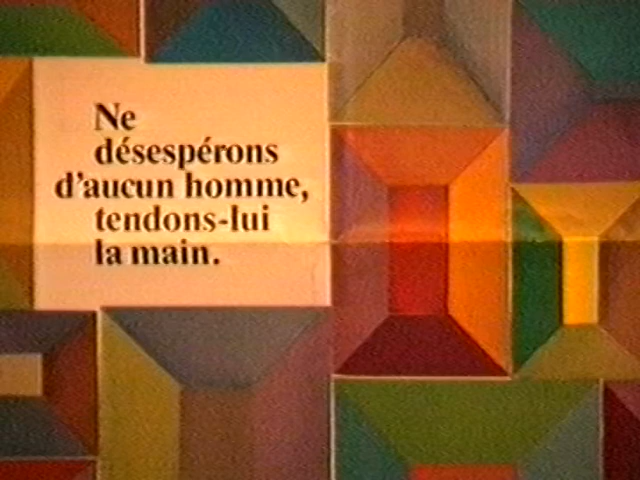 Ne
désespérons
d'aucun homme,
tendons-lui
la main.